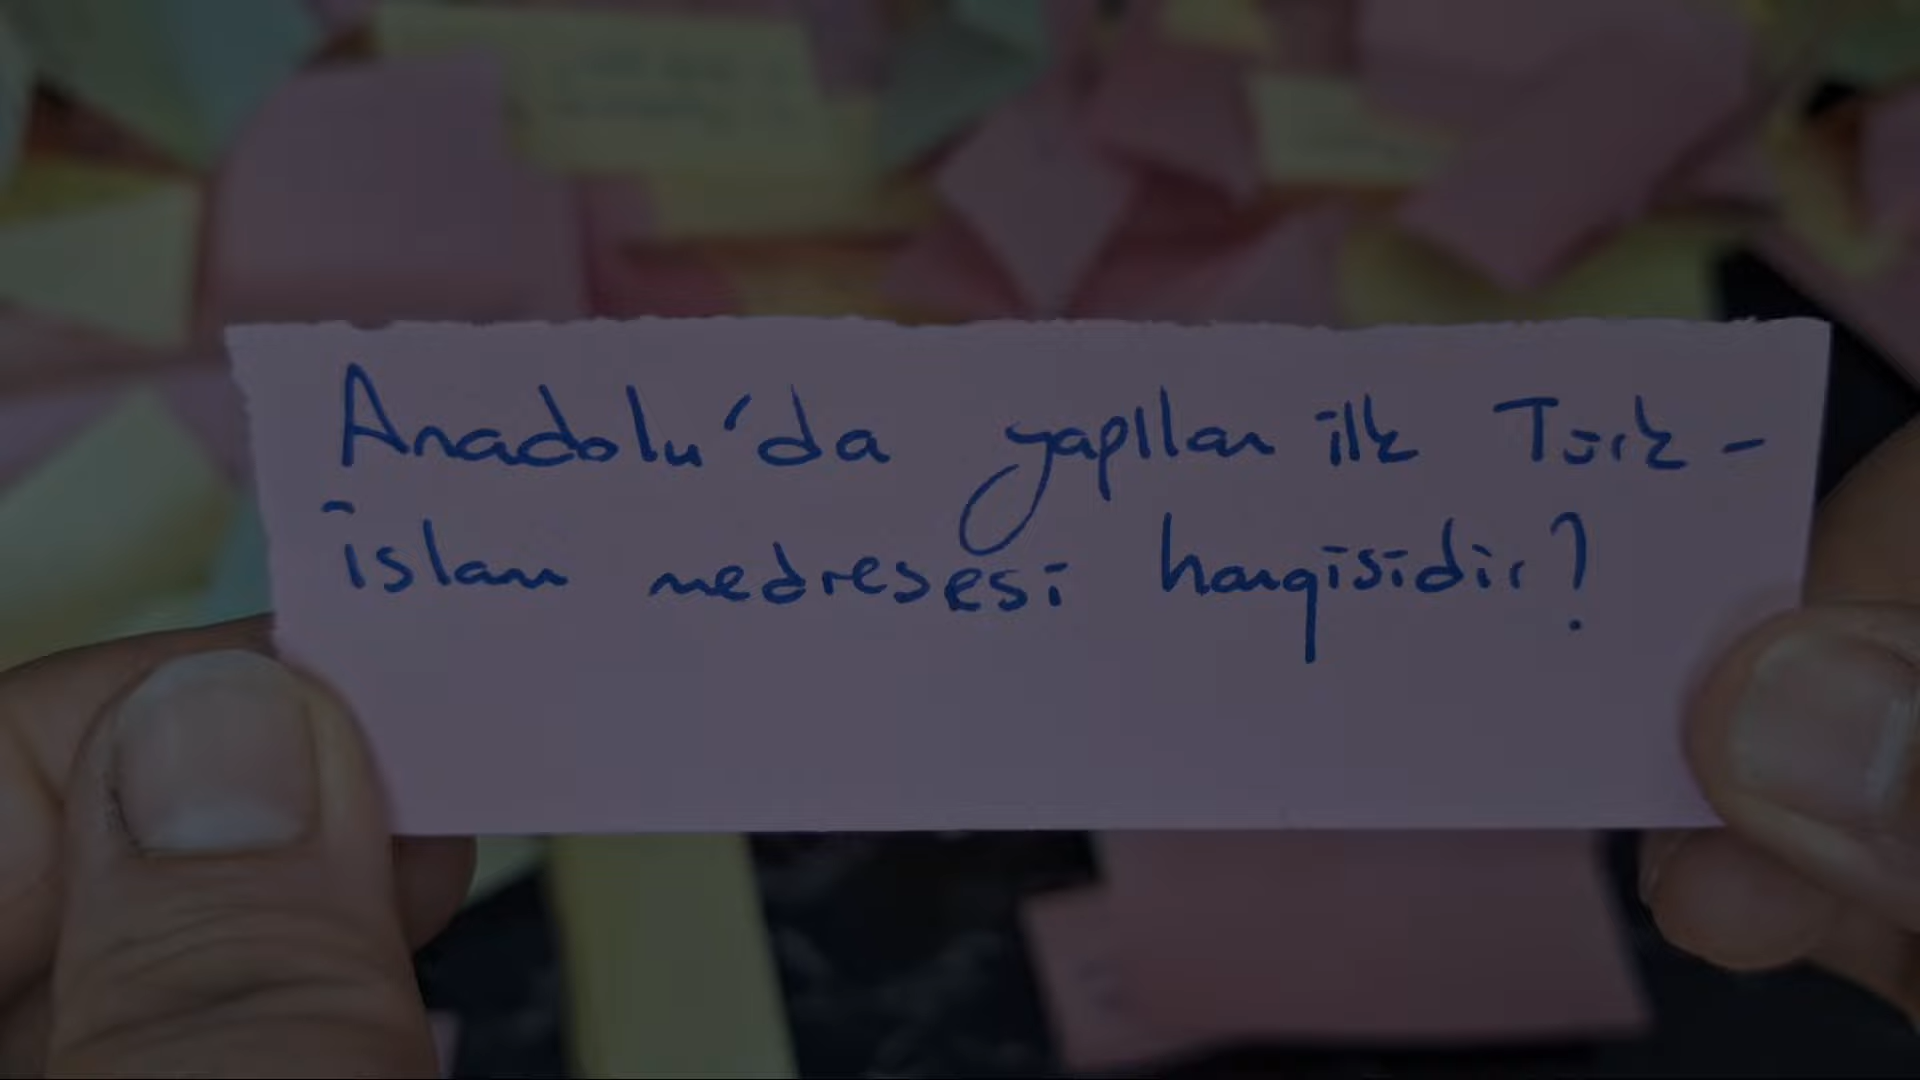 Anadolu'da yapılan ilk Türk -
İslam medresesi hangisidir?